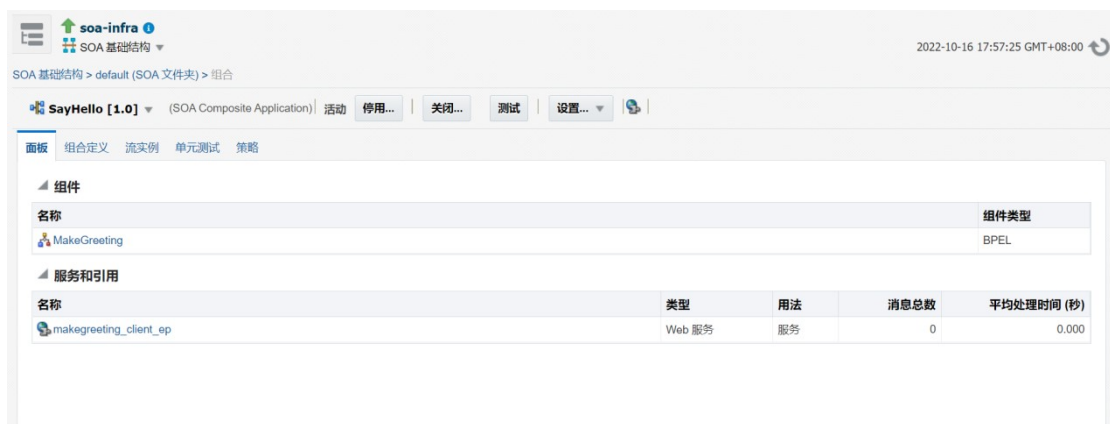 soa-infra
SOA 基础结构
2022-10-16 17:57:25 GMT+08:00
SOA 基础结构 > default (SOA 文件夹) > 组合
SayHello [1.0] (SOA Composite Application) 活动 停用... 关闭... 测试 设置...
面板 组合定义 流实例 单元测试 策略
组件
名称 组件类型
MakeGreeting BPEL
服务和引用
名称 类型 用法 消息总数 平均处理时间 (秒)
makegreeting_client_ep Web 服务 服务 0 0.000